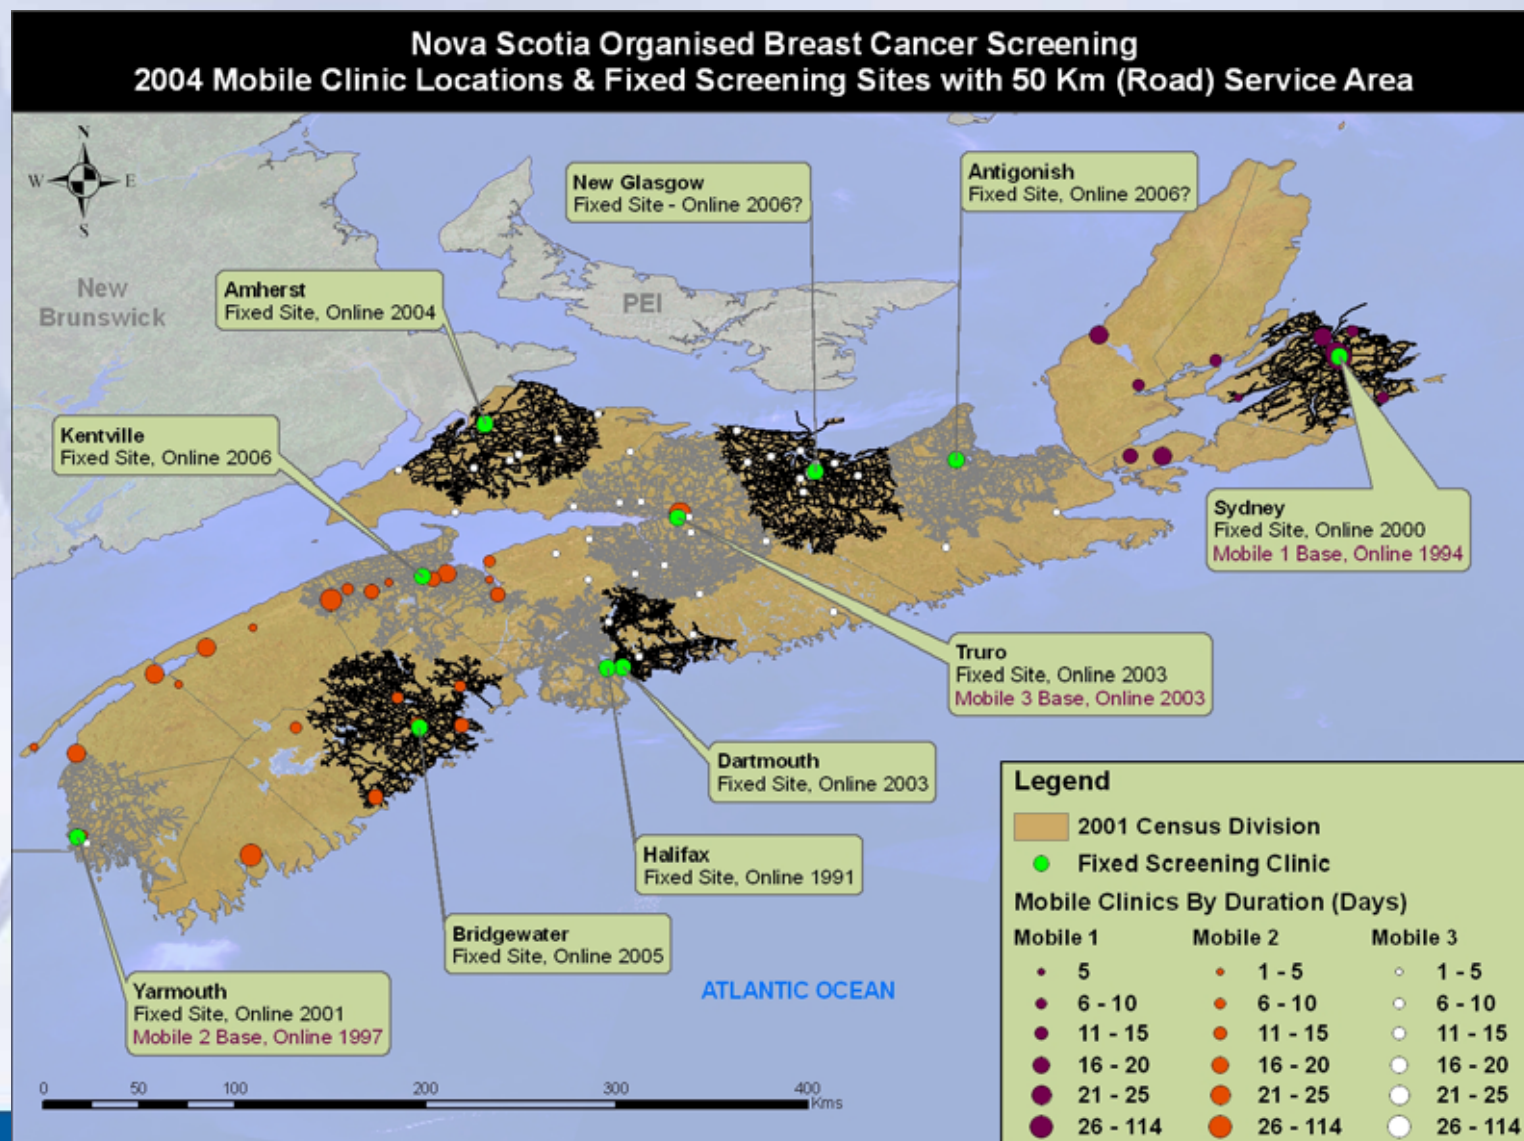 Nova Scotia Organised Breast Cancer Screening
2004 Mobile Clinic Locations & Fixed Screening Sites with 50 Km (Road) Service Area
N
W
E
S
New Glasgow
Fixed Site - Online 2006?
Antigonish
Fixed Site, Online 2006?
New
Brunswick
Amherst
Fixed Site, Online 2004
PEI
Kentville
Fixed Site, Online 2006
Sydney
Fixed Site, Online 2000
Mobile 1 Base, Online 1994
Truro
Fixed Site, Online 2003
Mobile 3 Base, Online 2003
Dartmouth
Fixed Site, Online 2003
Halifax
Fixed Site, Online 1991
Bridgewater
Fixed Site, Online 2005
Yarmouth
Fixed Site, Online 2001
Mobile 2 Base, Online 1997
ATLANTIC OCEAN
0 50 100 200 300 400
Kms
Legend
2001 Census Division
Fixed Screening Clinic
Mobile Clinics By Duration (Days)
Mobile 1 Mobile 2 Mobile 3
5 1 - 5 1 - 5
6 - 10 6 - 10 6 - 10
11 - 15 11 - 15 11 - 15
16 - 20 16 - 20 16 - 20
21 - 25 21 - 25 21 - 25
26 - 114 26 - 114 26 - 114